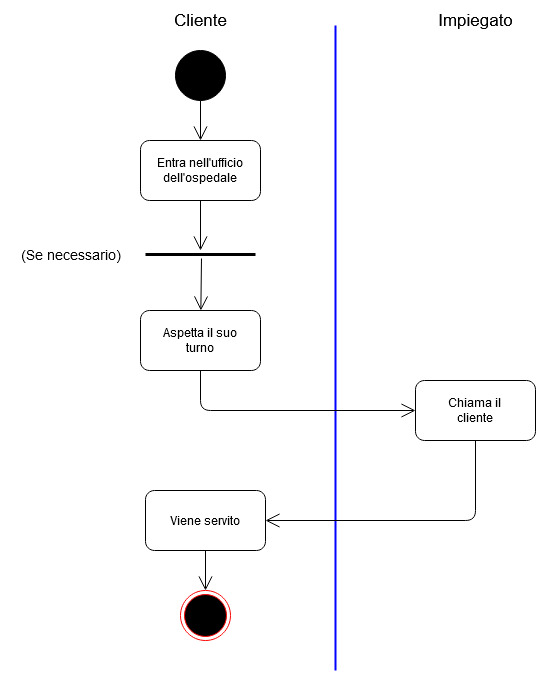 Cliente
Impiegato
Entra nell'ufficio
dell'ospedale
(Se necessario)
Aspetta il suo
turno
Chiama il
cliente
Viene servito